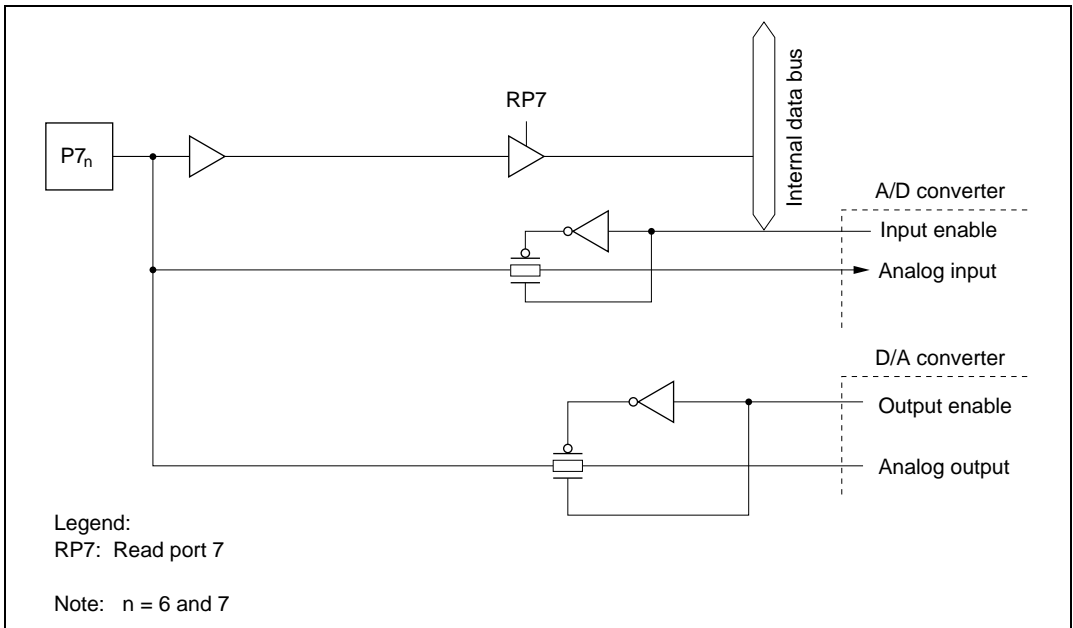 RP7
P7n
Internal data bus
A/D converter
Input enable
Analog input
D/A converter
Output enable
Analog output
Legend:
RP7: Read port 7
Note: n = 6 and 7